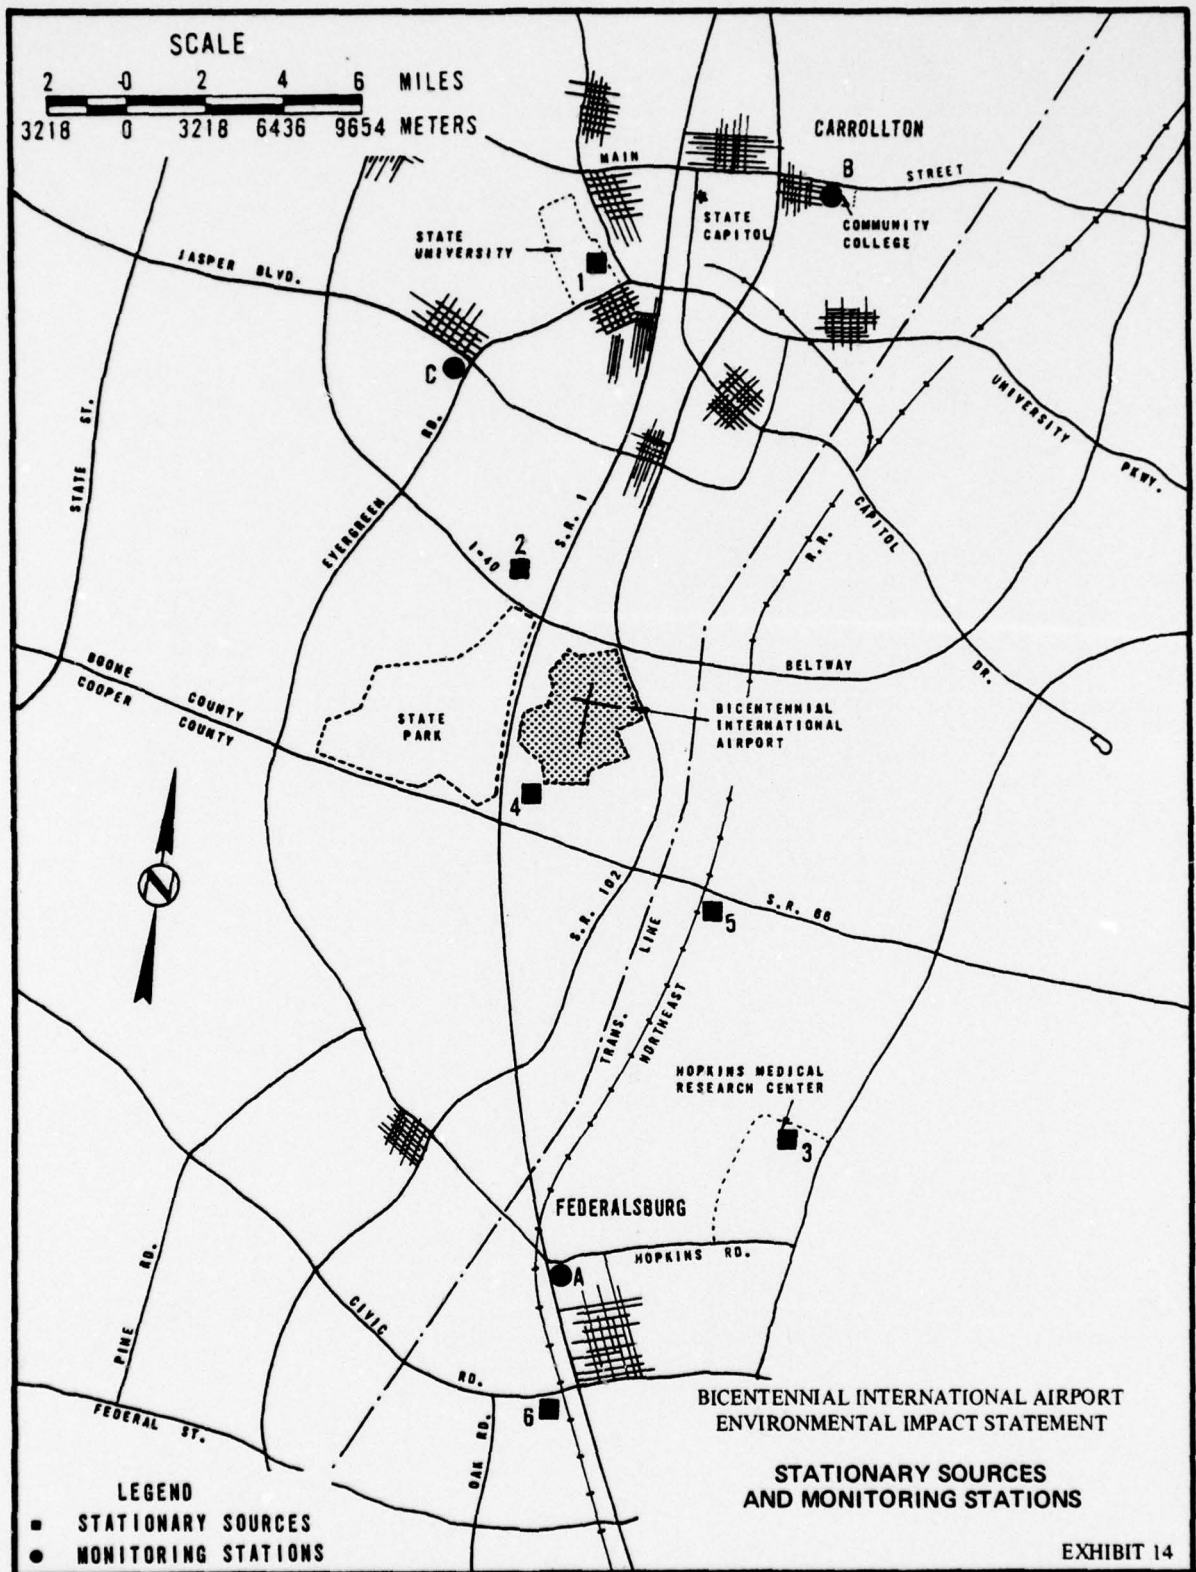 SCALE
2 -0 2 4 6 MILES
3218 0 3218 6436 9654 METERS
CARROLLTON
MAIN
STREET
B
STATE
CAPITOL
COMMUNITY
COLLEGE
STATE
UNIVERSITY
1
JASPER BLVD.
C
UNIVERSITY
PKWY.
STATE ST.
EVERGREEN
RD.
S.R. 1
I-40
2
R.R.
CAPITOL
DR.
BELTWAY
BOONE
COUNTY
COOPER
COUNTY
STATE
PARK
BICENTENNIAL
INTERNATIONAL
AIRPORT
4
N
S.R. 102
S.R. 66
5
TRANS.
LINE
NORTHEAST
HOPKINS MEDICAL
RESEARCH CENTER
3
FEDERALSBURG
HOPKINS RD.
A
PINE
RD.
CIVIC
RD.
FEDERAL ST.
6
OAK RD.
BICENTENNIAL INTERNATIONAL AIRPORT
ENVIRONMENTAL IMPACT STATEMENT
STATIONARY SOURCES
AND MONITORING STATIONS
LEGEND
STATIONARY SOURCES
MONITORING STATIONS
EXHIBIT 14